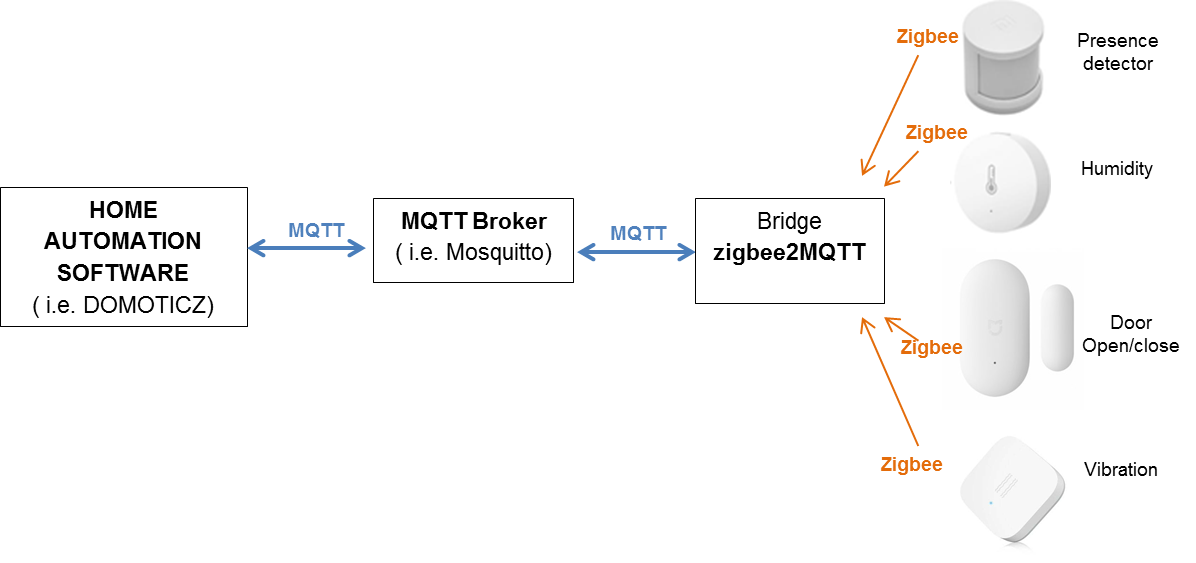 HOME
AUTOMATION
SOFTWARE
( i.e. DOMOTICZ)
MQTT
MQTT Broker
( i.e. Mosquitto)
MQTT
Bridge
zigbee2MQTT
Zigbee
Presence
detector
Zigbee
Humidity
Zigbee
Door
Open/close
Zigbee
Vibration